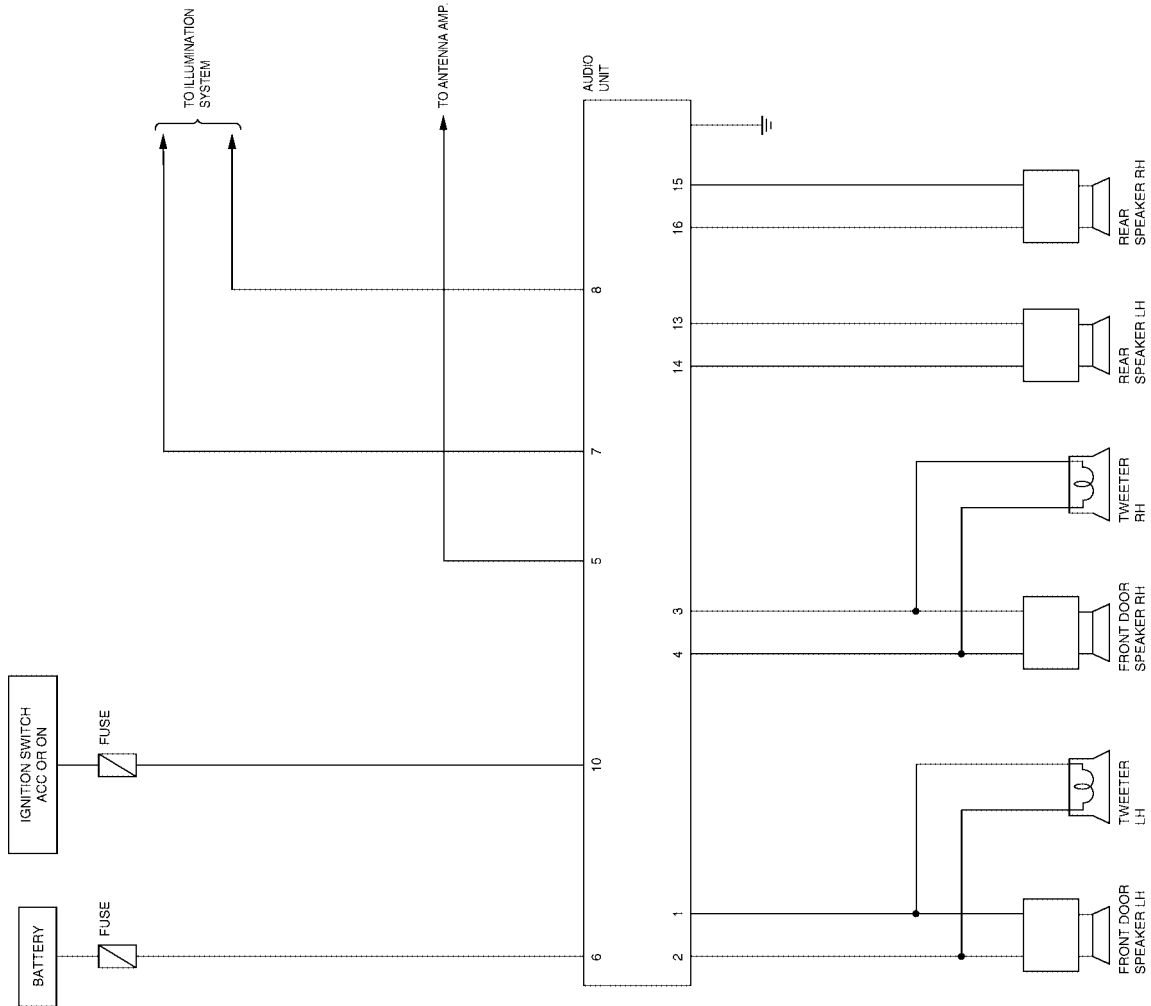 BATTERY
FUSE
IGNITION SWITCH
ACC OR ON
FUSE
TO ILLUMINATION
SYSTEM
TO ANTENNA AMP.
AUDIO
UNIT
6
10
5
7
8
2
1
4
3
14
13
16
15
FRONT DOOR
SPEAKER LH
TWEETER
LH
FRONT DOOR
SPEAKER RH
TWEETER
RH
REAR
SPEAKER LH
REAR
SPEAKER RH